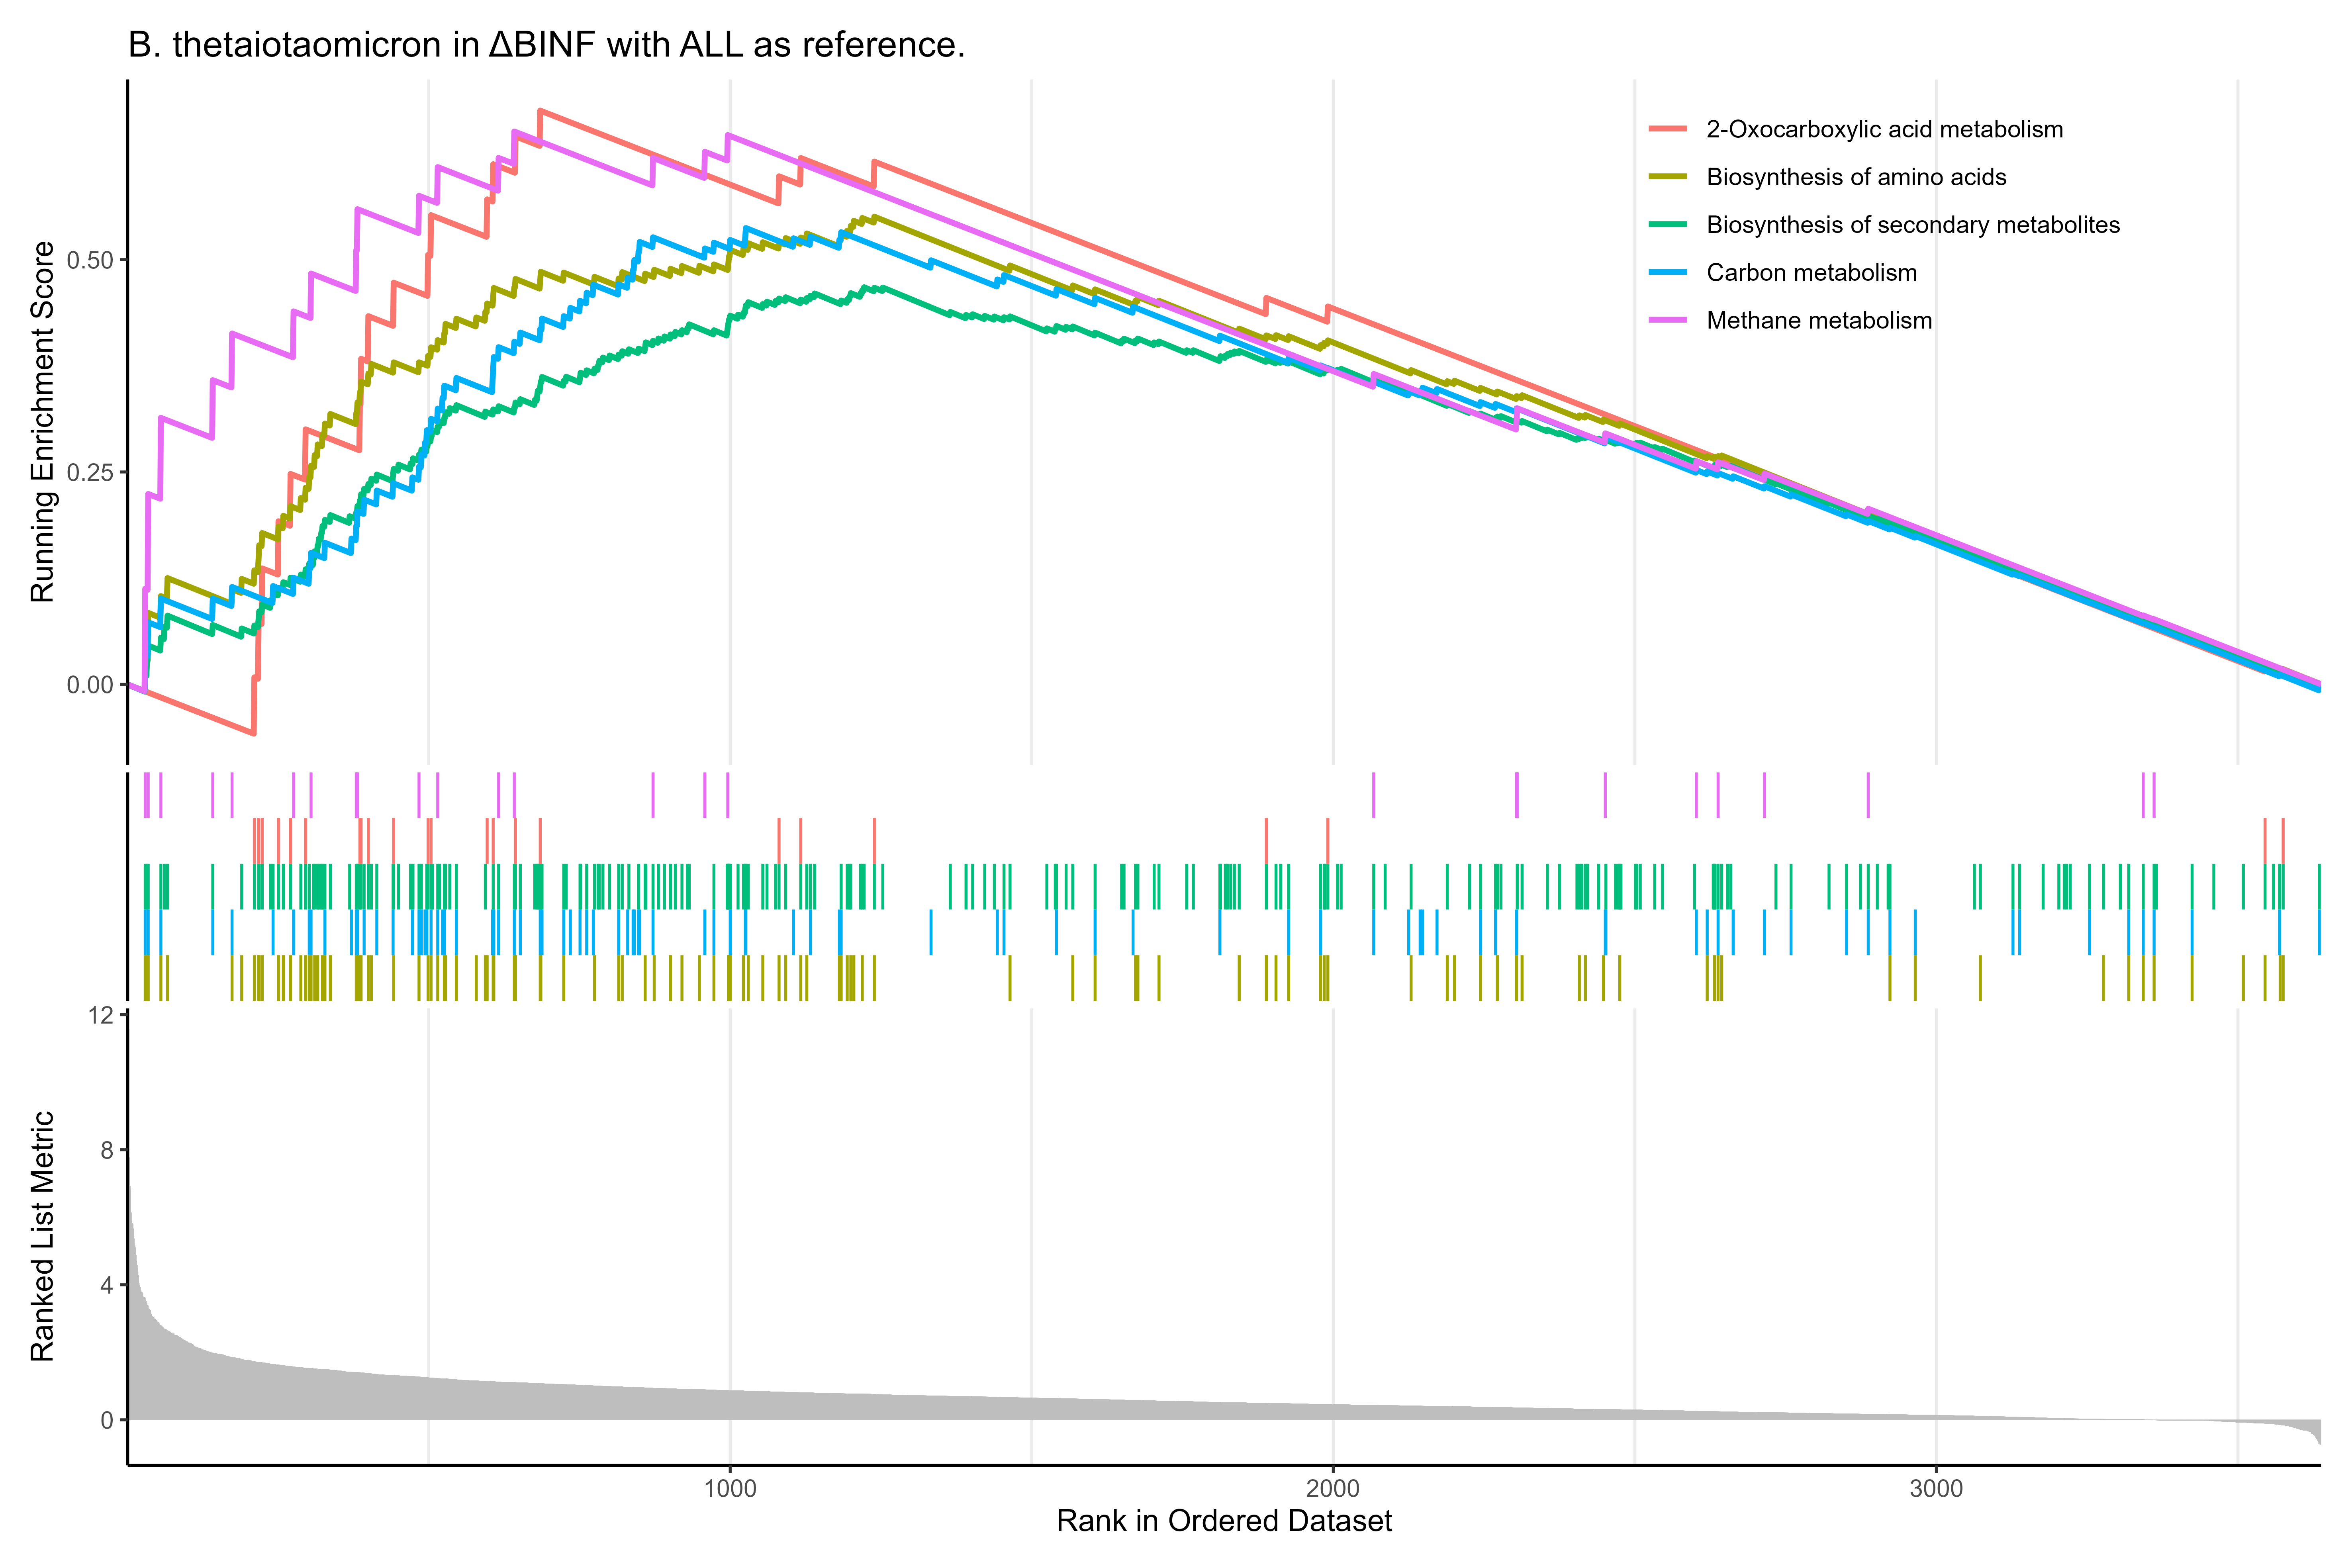 B. thetaiotaomicron in ΔBINF with ALL as reference.
Running Enrichment Score
0.50
0.25
0.00
2-Oxocarboxylic acid metabolism
Biosynthesis of amino acids
Biosynthesis of secondary metabolites
Carbon metabolism
Methane metabolism
Ranked List Metric
12
8
4
0
1000
2000
3000
Rank in Ordered Dataset